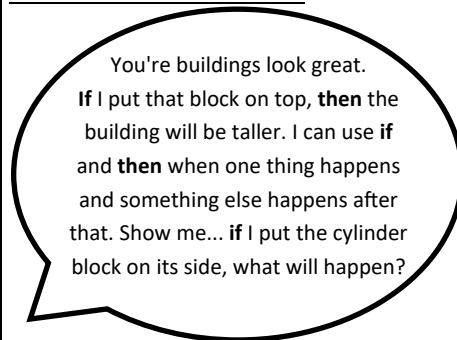 You're buildings look great.
If I put that block on top, then the
building will be taller. I can use if
and then when one thing happens
and something else happens after
that. Show me... if I put the cylinder
block on its side, what will happen?